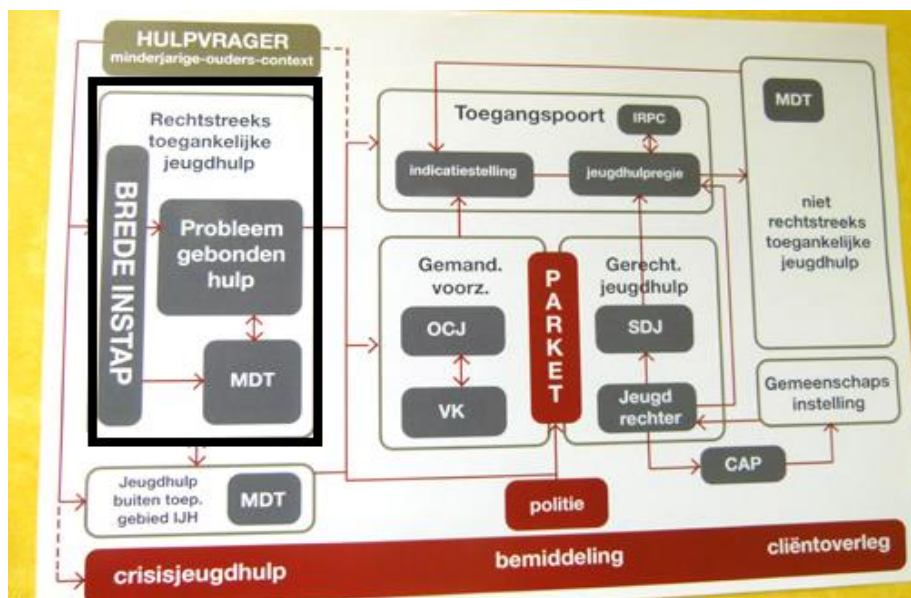 HULPVRAGER
minderjarige-ouders-context
Rechtstreeks
toegankelijke
jeugdhulp
BREDE INSTAP
Probleem
gebonden
hulp
MDT
Jeugdhulp
buiten toep.
gebied IJH
MDT
Toegangspoort
IRPC
indicatiestelling
jeugdhulpregie
Gemand.
voorz.
OCJ
VK
PARKET
Gerecht.
jeugdhulp
SDJ
Jeugd
rechter
MDT
niet
rechtstreeks
toegankelijke
jeugdhulp
Gemeenschaps
instelling
CAP
politie
crisisjeugdhulp
bemiddeling
cliëntoverleg